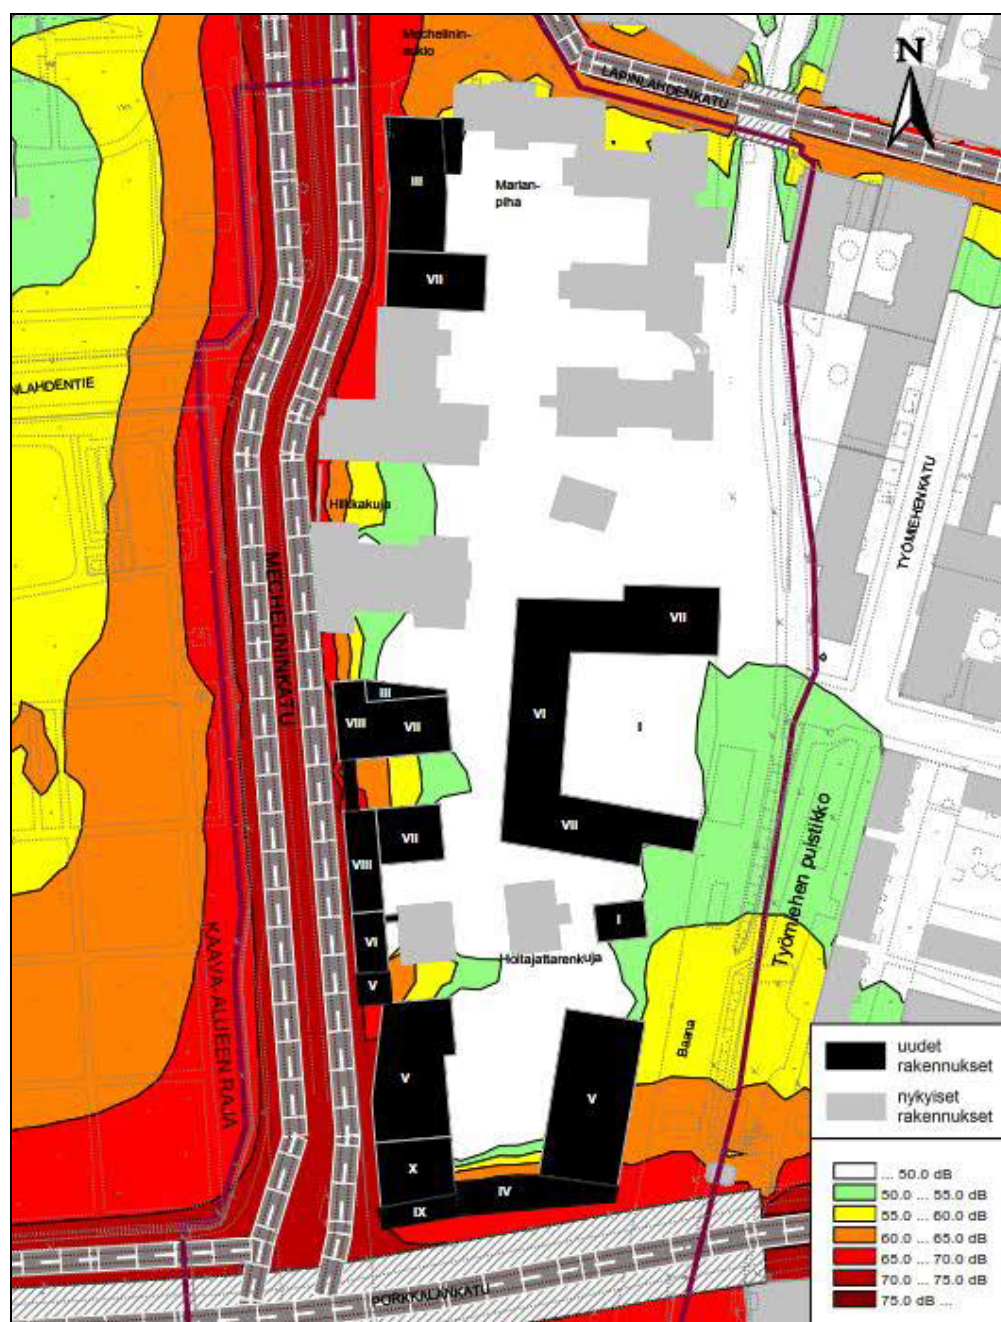 Mechelinin-
aukio
N
LAPINLAHDENKATU
III
Marian-
piha
VII
NLAHDENTIE
Hilkkakuja
TYÖMIEHENKATU
MECHELININKATU
VII
III
VIII
VII
VI
I
VII
VII
VIII
Työmiehen puistikko
I
VI
KAAVA ALUEEN RAJA
Hoitajattarenkuja
V
Baana
V
V
X
IV
IX
PORKKALANKATU
uudet
rakennukset
nykyiset
rakennukset
... 50.0 dB
50.0 ... 55.0 dB
55.0 ... 60.0 dB
60.0 ... 65.0 dB
65.0 ... 70.0 dB
70.0 ... 75.0 dB
75.0 dB ...